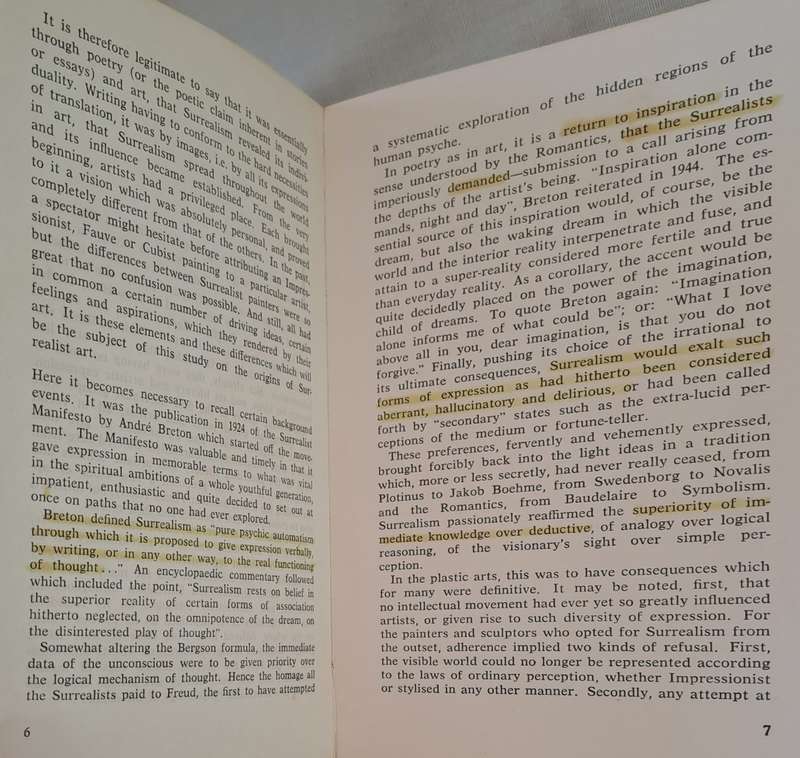 It is therefore legitimate to say that it was essentially
through poetry (or the poetic claim inherent in stories
or essays) and art, that Surrealism revealed its indivi-
duality. Writing having to conform to the hard necessities
of translation, it was by images, i.e. by all its expressions
in art, that Surrealism spread throughout the world
and its influence became established. From the very
beginning, artists had a privileged place. Each brought
to it a vision which was absolutely personal, and proved
completely different from that of the others. In the past,
a spectator might hesitate before attributing an Impres-
sionist, Fauve or Cubist painting to a particular artist,
but the differences between Surrealist painters were so
great that no confusion was possible. And still, all had
in common a certain number of driving ideas, certain
feelings and aspirations, which they rendered by their
art. It is these elements and these differences which will
be the subject of this study on the origins of Sur-
realist art.
Here it becomes necessary to recall certain background
events. It was the publication in 1924 of the Surrealist
Manifesto by André Breton which started off the move-
ment. The Manifesto was valuable and timely in that it
gave expression in memorable terms to what was vital
in the spiritual ambitions of a whole youthful generation,
impatient, enthusiastic and quite decided to set out at
once on paths that no one had ever explored.
Breton defined Surrealism as "pure psychic automatism
through which it is proposed to give expression verbally,
by writing, or in any other way, to the real functioning
of thought..." An encyclopaedic commentary followed
which included the point, "Surrealism rests on belief in
the superior reality of certain forms of association
hitherto neglected, on the omnipotence of the dream, on
the disinterested play of thought".
Somewhat altering the Bergson formula, the immediate
data of the unconscious were to be given priority over
the logical mechanism of thought. Hence the homage all
the Surrealists paid to Freud, the first to have attempted
6
a systematic exploration of the hidden regions of the
human psyche.
In poetry as in art, it is a return to inspiration in the
sense understood by the Romantics, that the Surrealists
imperiously demanded—submission to a call arising from
the depths of the artist's being. "Inspiration alone com-
mands, night and day", Breton reiterated in 1944. The es-
sential source of this inspiration would, of course, be the
dream, but also the waking dream in which the visible
world and the interior reality interpenetrate and fuse, and
attain to a super-reality considered more fertile and true
than everyday reality. As a corollary, the accent would be
quite decidedly placed on the power of the imagination,
child of dreams. To quote Breton again: "Imagination
alone informs me of what could be"; or: "What I love
above all in you, dear imagination, is that you do not
forgive." Finally, pushing its choice of the irrational to
its ultimate consequences, Surrealism would exalt such
forms of expression as had hitherto been considered
aberrant, hallucinatory and delirious, or had been called
forth by "secondary" states such as the extra-lucid per-
ceptions of the medium or fortune-teller.
These preferences, fervently and vehemently expressed,
brought forcibly back into the light ideas in a tradition
which, more or less secretly, had never really ceased, from
Plotinus to Jakob Boehme, from Swedenborg to Novalis
and the Romantics, from Baudelaire to Symbolism.
Surrealism passionately reaffirmed the superiority of im-
mediate knowledge over deductive, of analogy over logical
reasoning, of the visionary's sight over simple per-
ception.
In the plastic arts, this was to have consequences which
for many were definitive. It may be noted, first, that
no intellectual movement had ever yet so greatly influenced
artists, or given rise to such diversity of expression. For
the painters and sculptors who opted for Surrealism from
the outset, adherence implied two kinds of refusal. First,
the visible world could no longer be represented according
to the laws of ordinary perception, whether Impressionist
or stylised in any other manner. Secondly, any attempt at
7